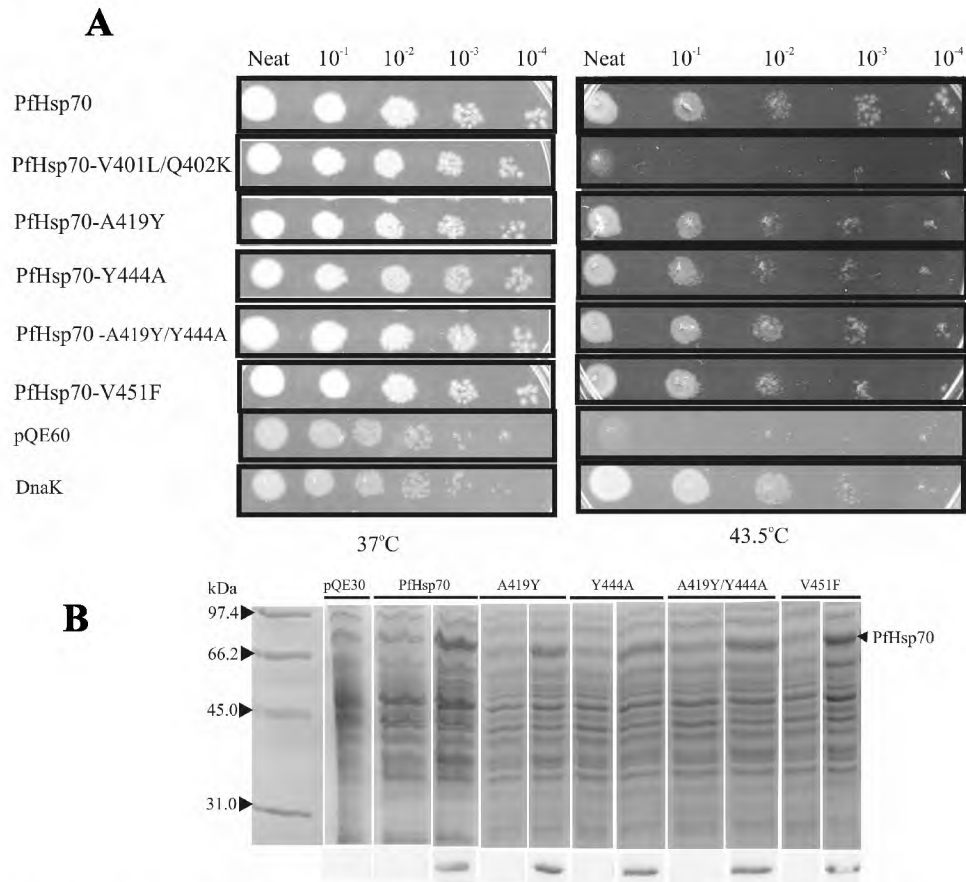 A
Neat 10⁻¹ 10⁻² 10⁻³ 10⁻⁴ Neat 10⁻¹ 10⁻² 10⁻³ 10⁻⁴
PfHsp70
PfHsp70-V401L/Q402K
PfHsp70-A419Y
PfHsp70-Y444A
PfHsp70 -A419Y/Y444A
PfHsp70-V451F
pQE60
DnaK
37°C 43.5°C
B
kDa pQE30 PfHsp70 A419Y Y444A A419Y/Y444A V451F
97.4
PfHsp70
66.2
45.0
31.0